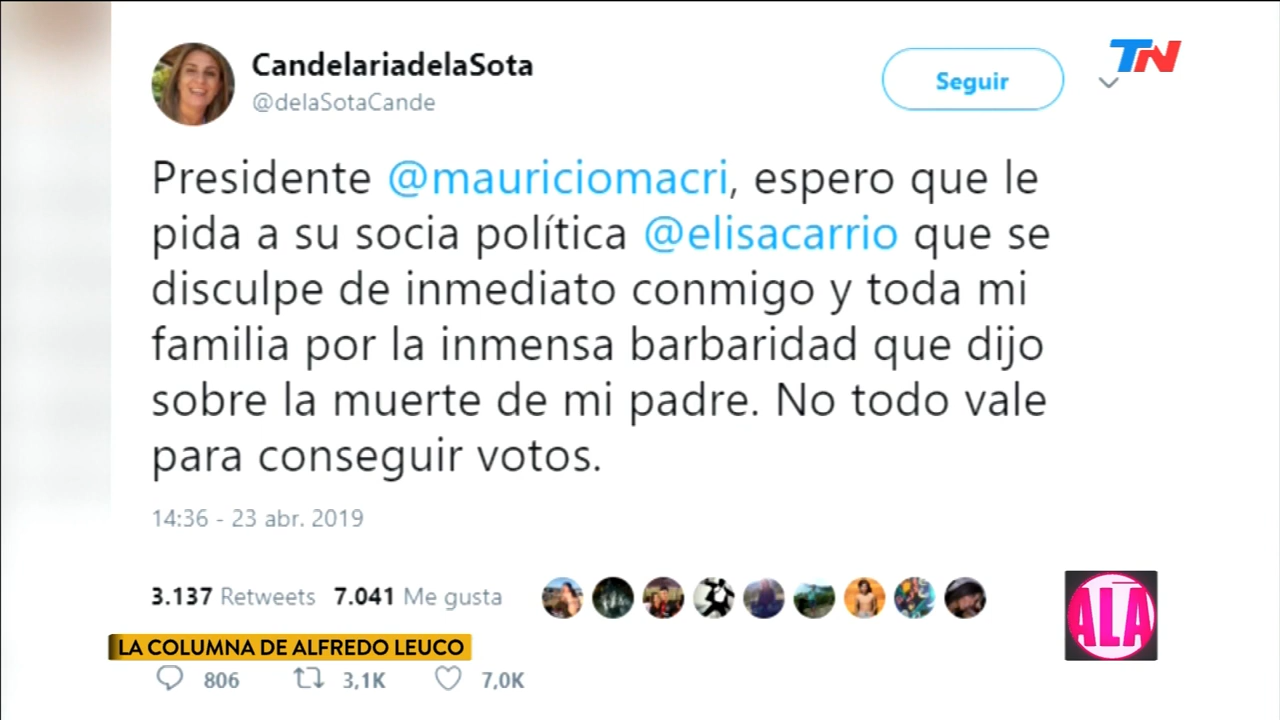 CandelariadelaSota
@delaSotaCande
Seguir
TN
Presidente @mauriciomacri, espero que le
pida a su socia política @elisacarrio que se
disculpe de inmediato conmigo y toda mi
familia por la inmensa barbaridad que dijo
sobre la muerte de mi padre. No todo vale
para conseguir votos.
14:36 - 23 abr. 2019
3.137 Retweets 7.041 Me gusta
ALA
LA COLUMNA DE ALFREDO LEUCO
806 3,1K 7,0K